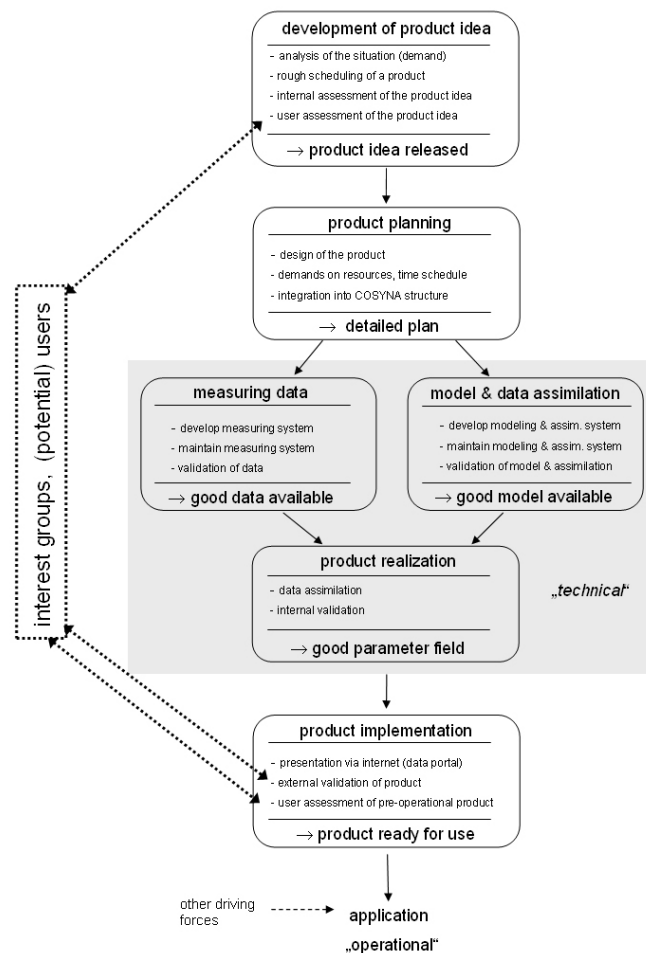 development of product idea
- analysis of the situation (demand)
- rough scheduling of a product
- internal assessment of the product idea
- user assessment of the product idea
→ product idea released
product planning
- design of the product
- demands on resources, time schedule
- integration into COSYNA structure
→ detailed plan
interest groups, (potential) users
measuring data
- develop measuring system
- maintain measuring system
- validation of data
→ good data available
model & data assimilation
- develop modeling & assim. system
- maintain modeling & assim. system
- validation of model & assimilation
→ good model available
product realization
- data assimilation
- internal validation
→ good parameter field
„technical“
product implementation
- presentation via internet (data portal)
- external validation of product
- user assessment of pre-operational product
→ product ready for use
other driving
forces
application
„operational“